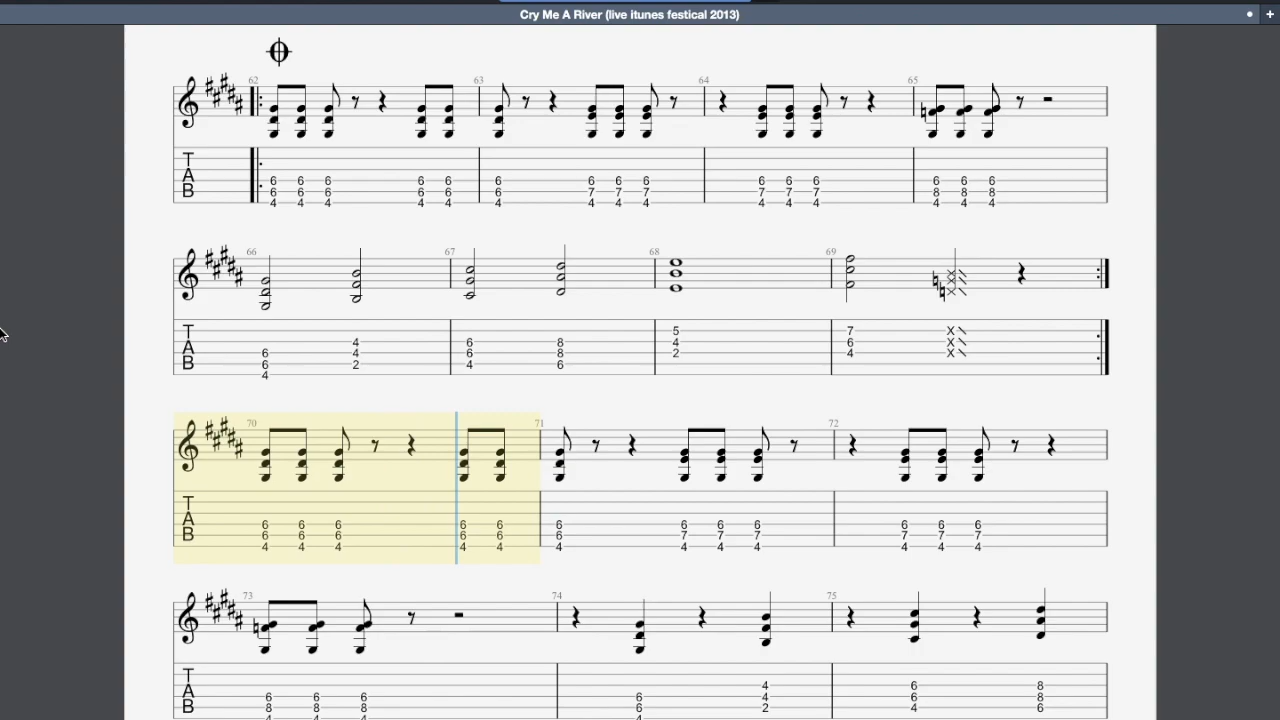 Cry Me A River (live itunes festical 2013)
62 63 64 65
T 
A 6 6 6 6 6 6 6 6 6 6 6 6 6 6 6
B 6 6 6 6 6 6 7 7 7 7 7 7 8 8 8
4 4 4 4 4 4 4 4 4 4 4 4 4 4 4
66 67 68 69
T 5 7 X
A 4 6 8 4 6 X
6 4 6 8 2 4 X
B 6 2 4 6
4
70 71 72
T
A
6 6 6 6 6 6 6 6 6 6 6 6
B 6 6 6 6 6 6 7 7 7 7 7 7
4 4 4 4 4 4 4 4 4 4 4 4
73 74 75
T
A 4 6 8
6 6 6 6 4 6 8
B 8 8 8 6 2 4 6
4 4 4 4